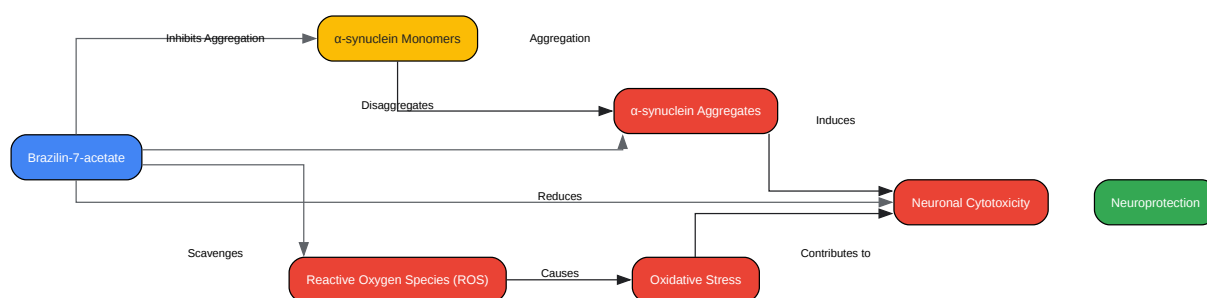 Inhibits Aggregation
α-synuclein Monomers
Aggregation
Disaggregates
α-synuclein Aggregates
Induces
Brazilin-7-acetate
Reduces
Neuronal Cytotoxicity
Neuroprotection
Scavenges
Contributes to
Reactive Oxygen Species (ROS)
Causes
Oxidative Stress